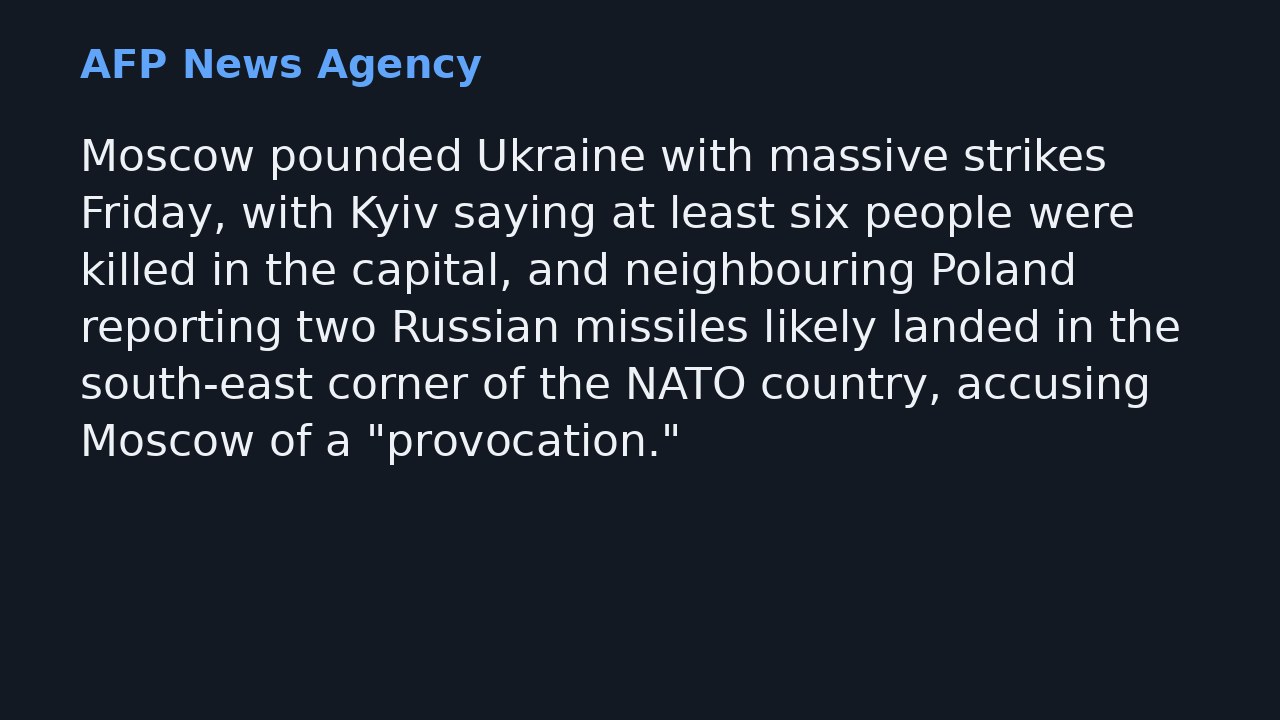 AFP News Agency
Moscow pounded Ukraine with massive strikes
Friday, with Kyiv saying at least six people were
killed in the capital, and neighbouring Poland
reporting two Russian missiles likely landed in the
south-east corner of the NATO country, accusing
Moscow of a "provocation."